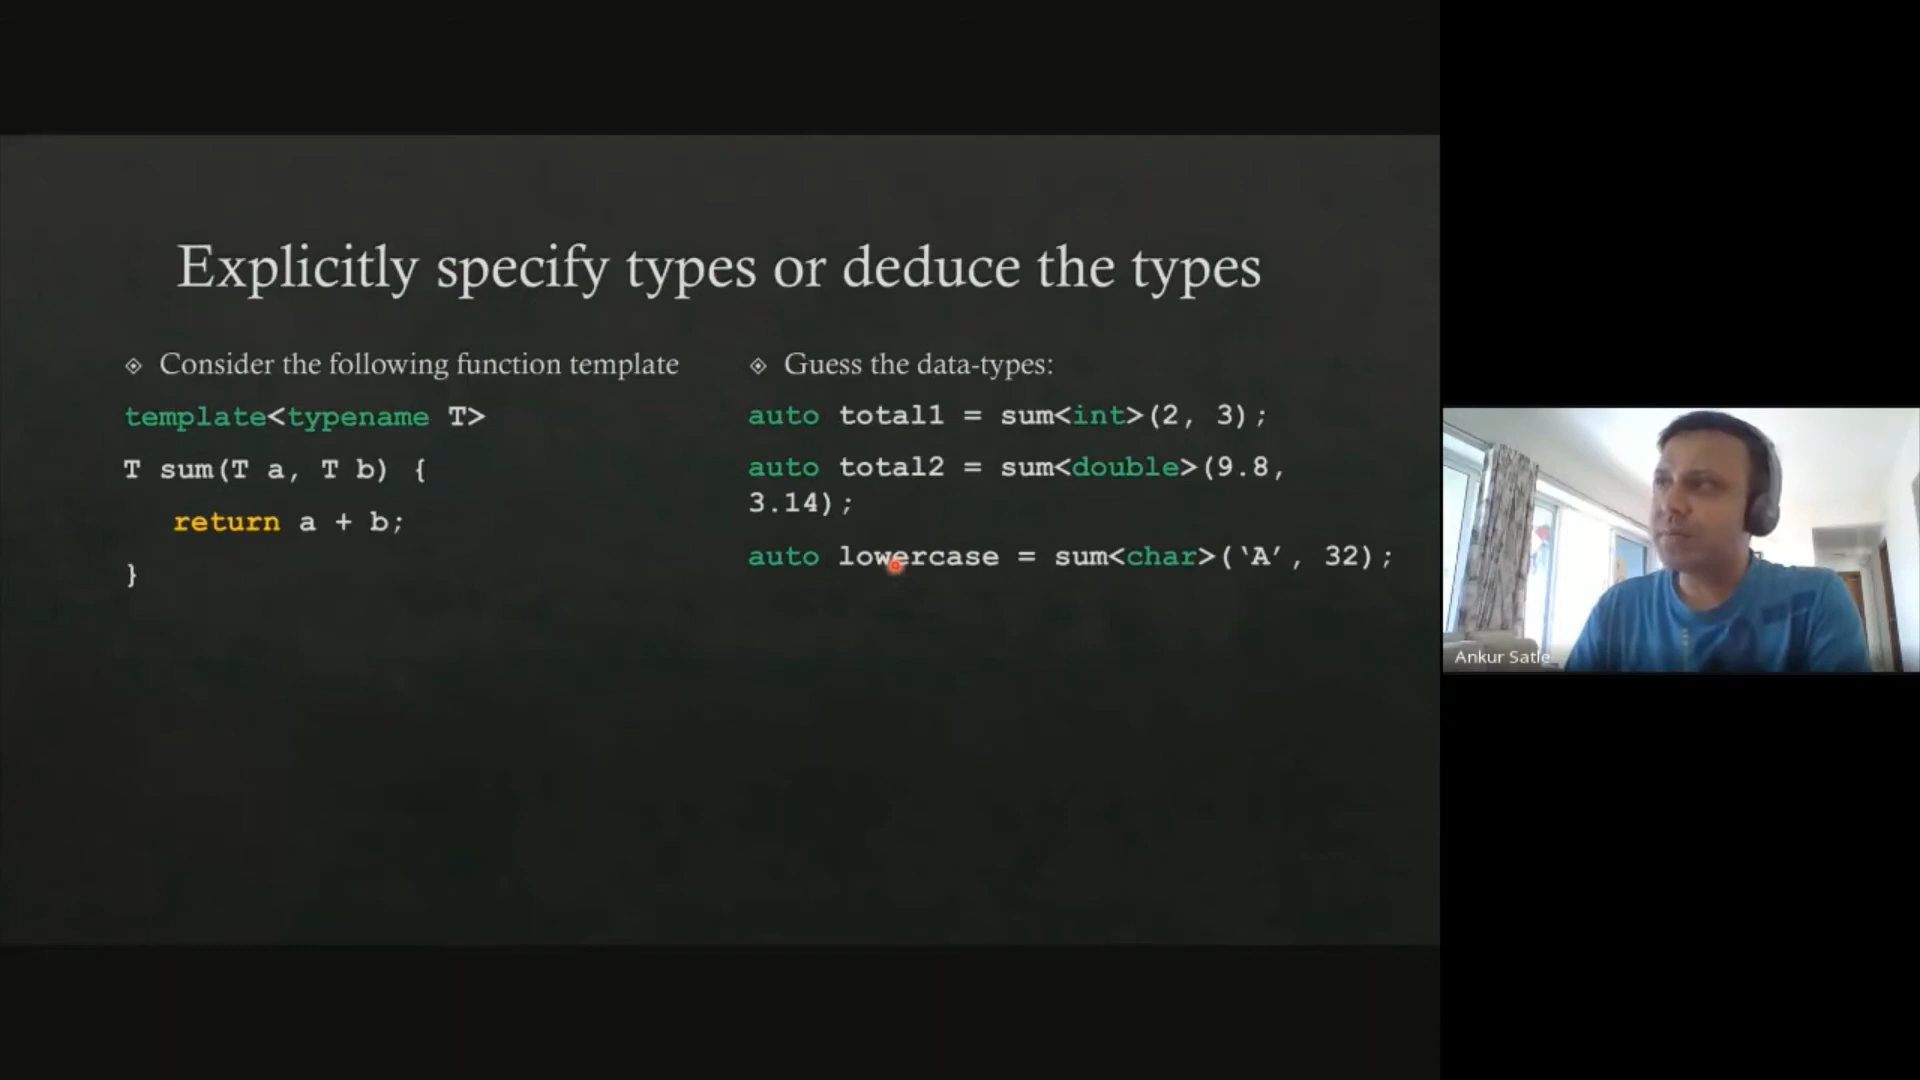 Explicitly specify types or deduce the types
Consider the following function template
template<typename T>
T sum(T a, T b) {
return a + b;
}
Guess the data-types:
auto total1 = sum<int>(2, 3);
auto total2 = sum<double>(9.8,
3.14);
auto lowercase = sum<char>(‘A’, 32);
Ankur Satle